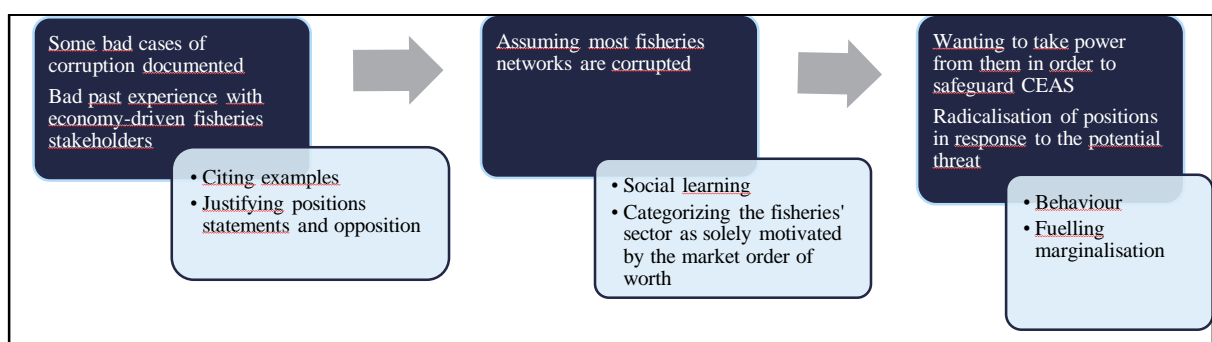 Some bad cases of
corruption documented
Bad past experience with
economy-driven fisheries
stakeholders
• Citing examples
• Justifying positions
statements and opposition
Assuming most fisheries
networks are corrupted
• Social learning
• Categorizing the fisheries'
sector as solely motivated
by the market order of
worth
Wanting to take power
from them in order to
safeguard CEAS
Radicalisation of positions
in response to the potential
threat
• Behaviour
• Fuelling
marginalisation